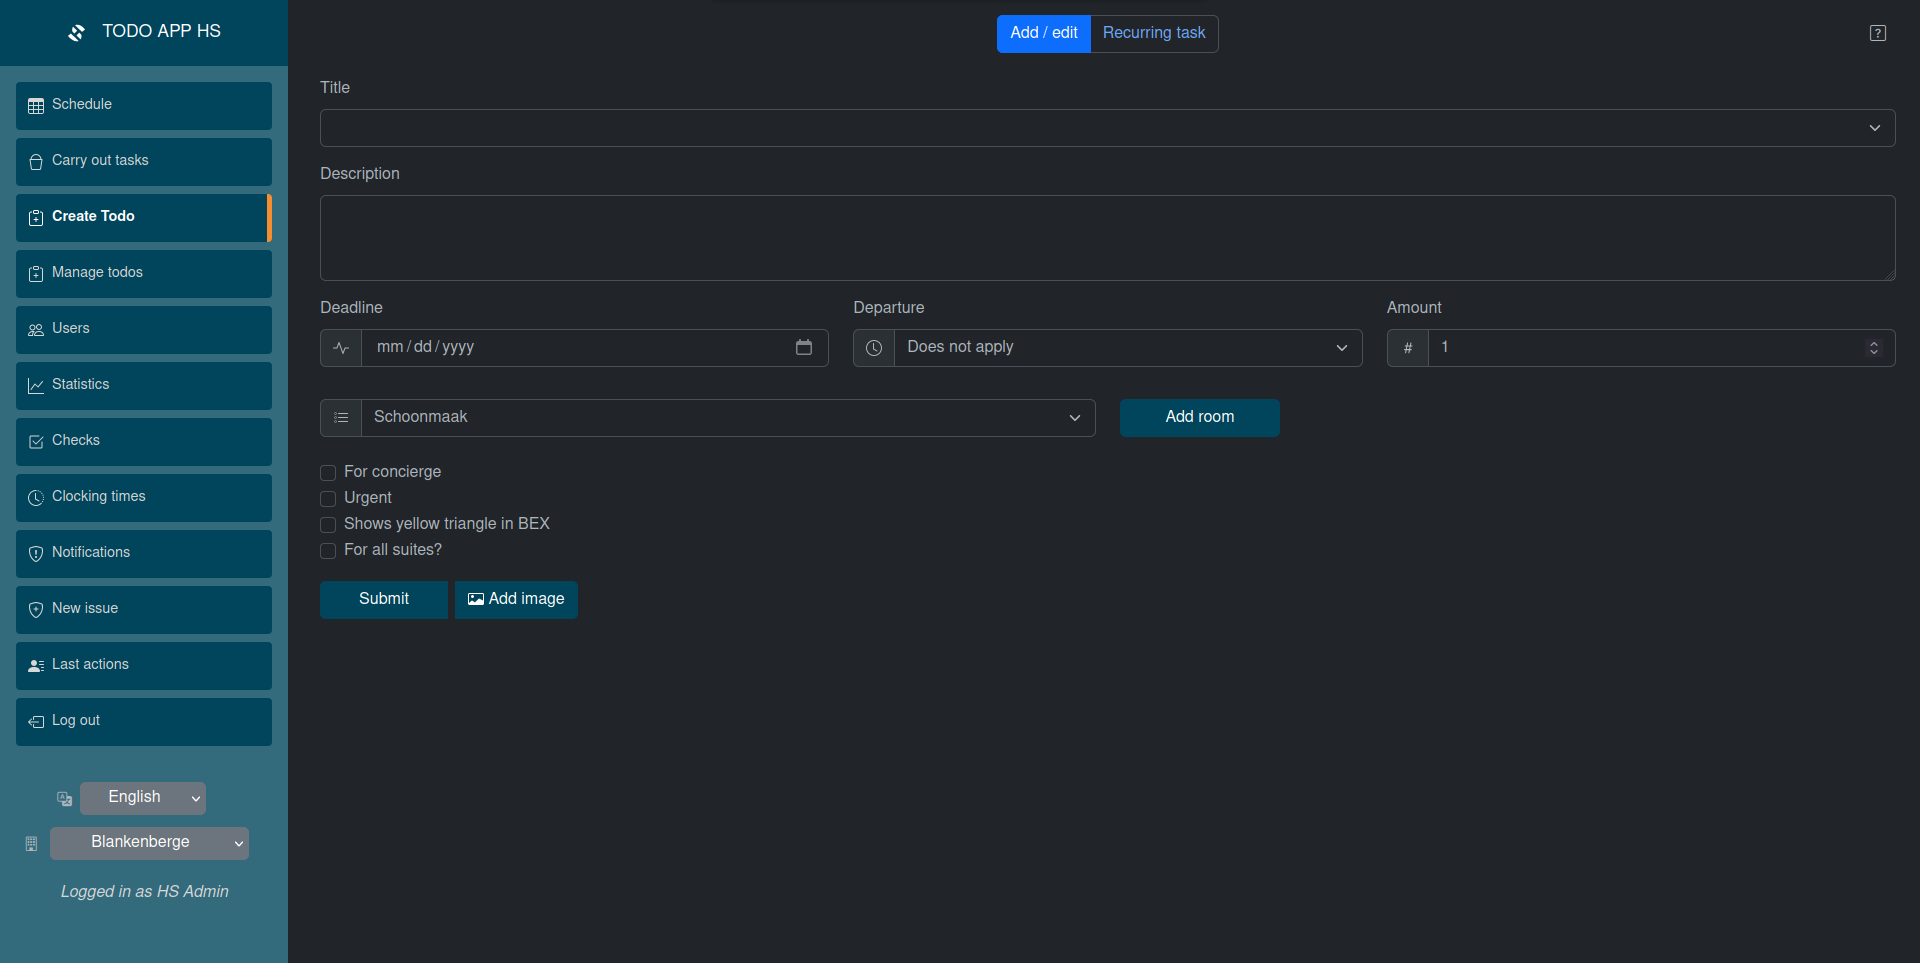 TODO APP HS
Schedule
Carry out tasks
Create Todo
Manage todos
Users
Statistics
Checks
Clocking times
Notifications
New issue
Last actions
Log out
English
Blankenberge
Logged in as HS Admin
Add / edit
Recurring task
?
Title
Description
Deadline
Departure
Amount
mm/dd/yyyy
Does not apply
# 1
Schoonmaak
Add room
For concierge
Urgent
Shows yellow triangle in BEX
For all suites?
Submit
Add image